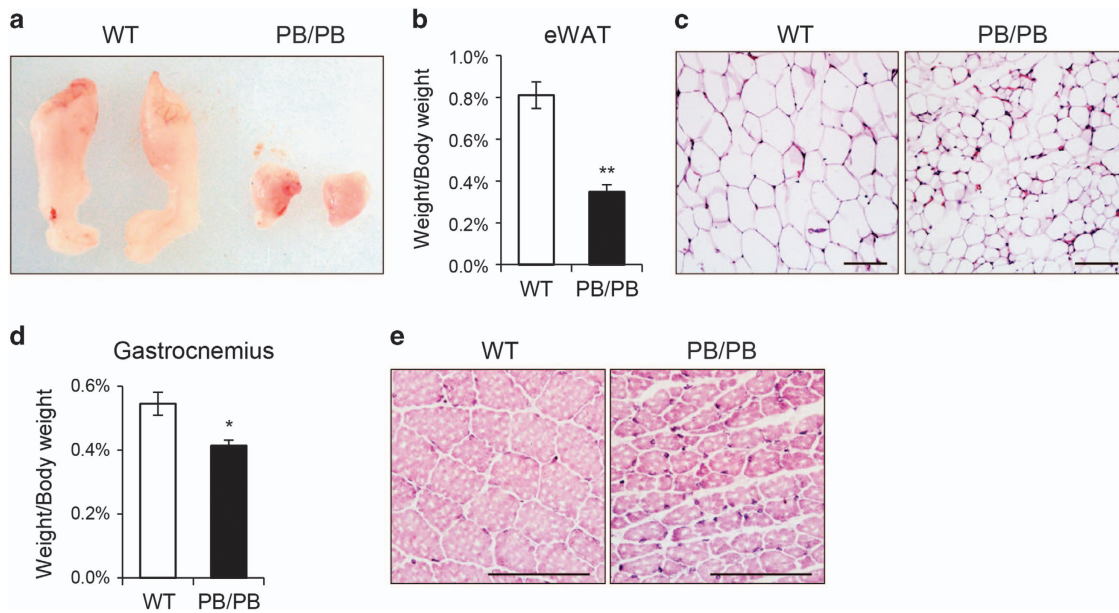 a
WT PB/PB
b
eWAT
Weight/Body weight
1.0%
0.8%
0.6%
0.4%
0.2%
0.0%
**
WT PB/PB
c
WT PB/PB
d
Gastrocnemius
Weight/Body weight
0.6%
0.4%
0.2%
0.0%
*
WT PB/PB
e
WT PB/PB